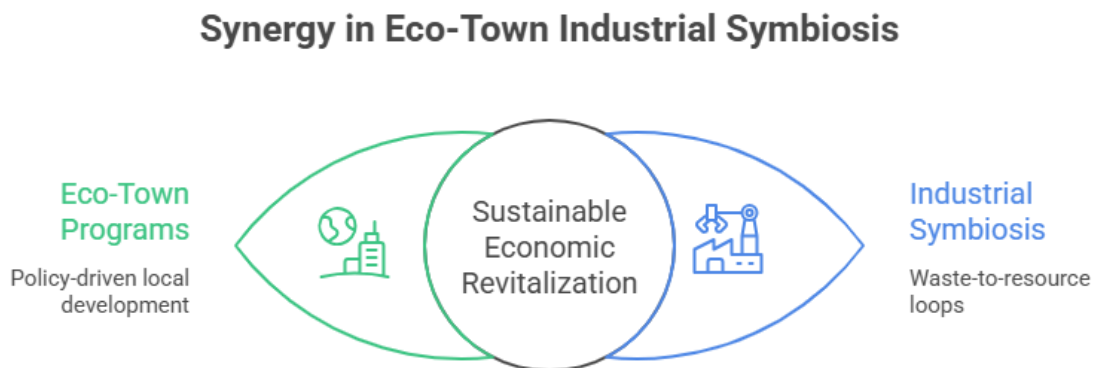 Synergy in Eco-Town Industrial Symbiosis
Eco-Town
Programs
Policy-driven local
development
Sustainable
Economic
Revitalization
Industrial
Symbiosis
Waste-to-resource
loops